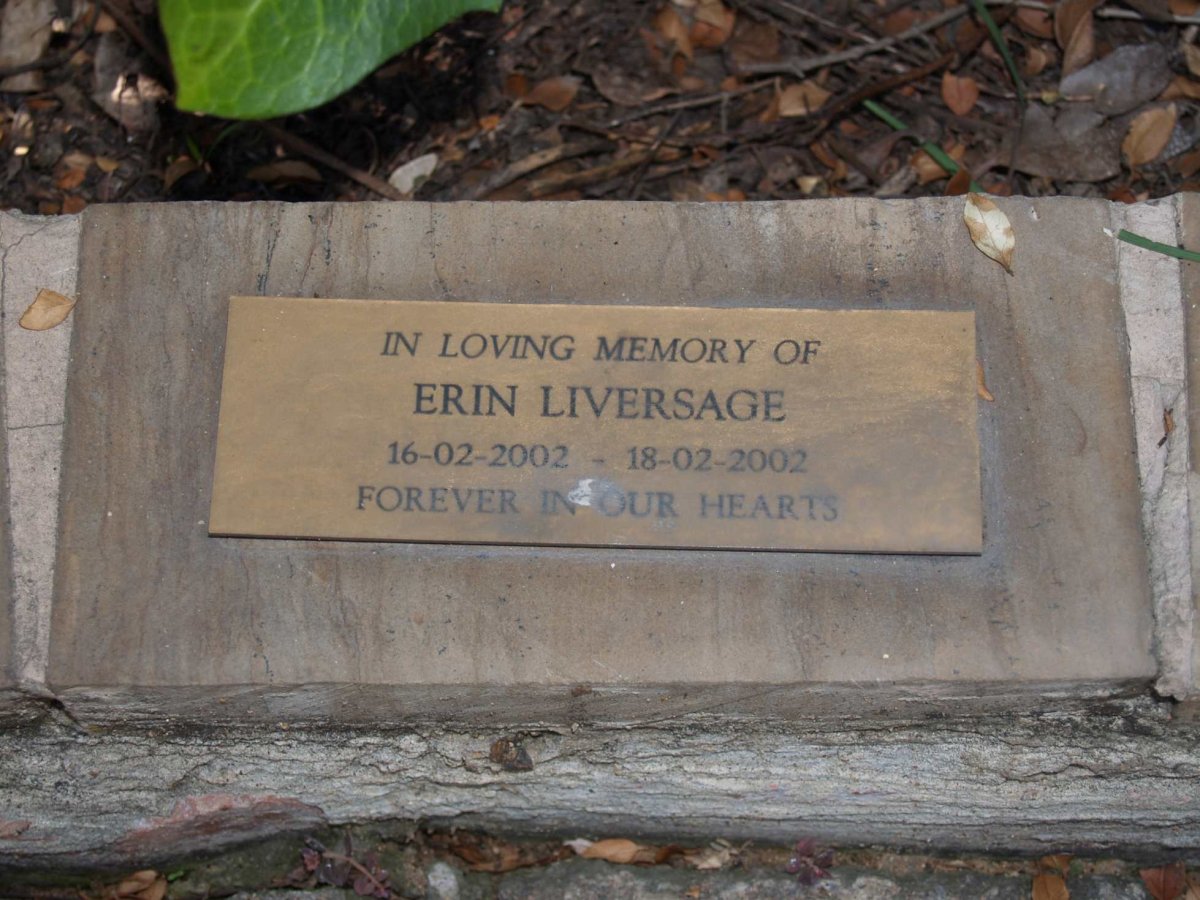 IN LOVING MEMORY OF
ERIN LIVERSAGE
16-02-2002 - 18-02-2002
FOREVER IN OUR HEARTS